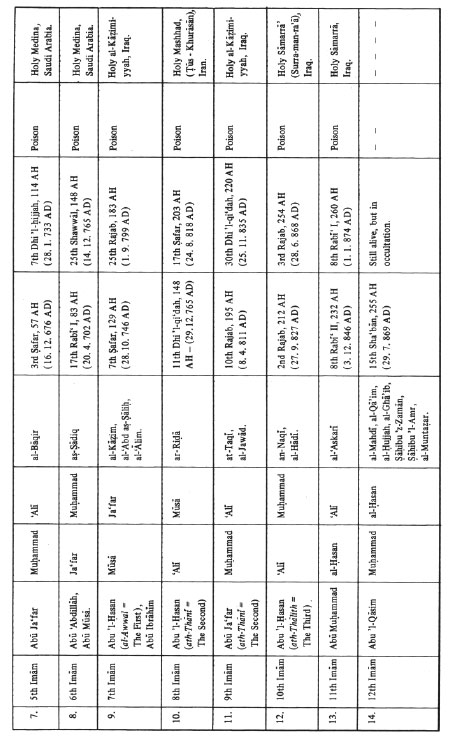 7.
5th Imām
Abū Ja‘far
Muḥammad
‘Alī
al-Bāqir
3rd Ṣafar, 57 AH
(16. 12. 676 AD)
7th Dhi 'l-ḥijjah, 114 AH
(28. 1. 733 AD)
Poison
Holy Medina,
Saudi Arabia.
8.
6th Imām
Abū ‘Abdillāh,
Abū Mūsā.
Ja‘far
Muḥammad
aṣ-Ṣādiq
17th Rabī‘ I, 83 AH
(20. 4. 702 AD)
25th Shawwāl, 148 AH
(14. 12. 765 AD)
Poison
Holy Medina,
Saudi Arabia.
9.
7th Imām
Abu 'l-Hasan
(al-Awwal =
The First),
Abū Ibrāhīm
Mūsā
Ja‘far
al-Kāẓim,
al-‘Abd aṣ-Ṣāliḥ,
al-‘Ālim.
7th Ṣafar, 129 AH
(28. 10. 746 AD)
25th Rajab, 183 AH
(1. 9. 799 AD)
Poison
Holy al-Kāẓimi-
yyah, Iraq.
10.
8th Imām
Abu 'l-Hasan
(ath-Thānī =
The Second)
‘Alī
Mūsā
ar-Riḍā
11th Dhi 'l-qi‘dah, 148
AH – (29.12.765 AD)
17th Ṣafar, 203 AH
(24. 8. 818 AD)
Poison
Holy Mashhad,
(Ṭūs - Khurāsān),
Iran.
11.
9th Imām
Abū Ja‘far
(ath-Thānī =
The Second)
Muḥammad
‘Alī
at-Taqī,
al-Jawād.
10th Rajab, 195 AH
(8. 4. 811 AD)
30th Dhi 'l-qi‘dah, 220 AH
(25. 11. 835 AD)
Poison
Holy al-Kāẓimi-
yyah, Iraq.
12.
10th Imām
Abu 'l-Hasan
(ath-Thālith =
The Third)
‘Alī
Muḥammad
an-Naqī,
al-Hādī.
2nd Rajab, 212 AH
(27. 9. 827 AD)
3rd Rajab, 254 AH
(28. 6. 868 AD)
Poison
Holy Sāmarrā’
(Surra-man-ra’ā),
Iraq.
13.
11th Imām
Abū Muḥammad
al-Ḥasan
‘Alī
al-‘Askarī
8th Rabī‘ II, 232 AH
(3. 12. 846 AD)
8th Rabī‘ I, 260 AH
(1. 1. 874 AD)
Poison
Holy Sāmarrā,
Iraq.
14.
12th Imām
Abu 'l-Qāsim
Muḥammad
al-Ḥasan
al-Mahdī, al-Qā’im,
al-Ḥujjah, al-Ghā’ib,
Ṣāḥibu 'z-Zamān,
Ṣāḥibu 'l-Amr,
al-Muntaẓar.
15th Sha‘bān, 255 AH
(29. 7. 869 AD)
Still alive, but in
occultation.
– –
– – – –